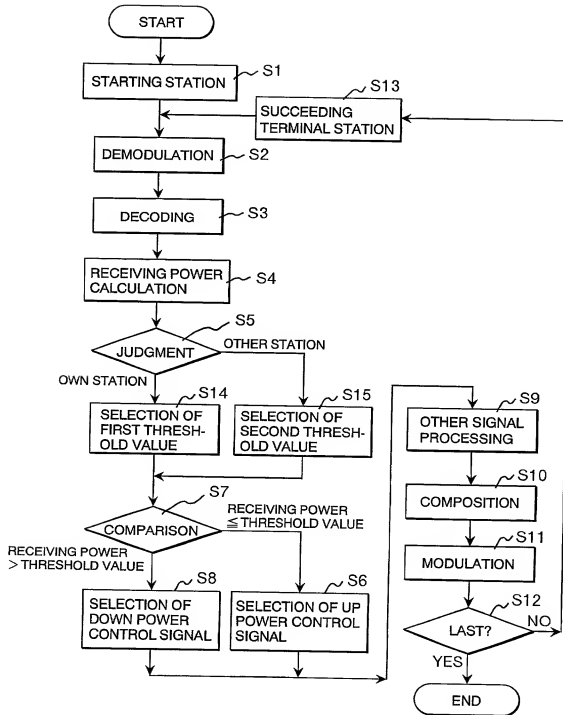 START
STARTING STATION
S1
SUCCEEDING
TERMINAL STATION
S13
DEMODULATION
S2
DECODING
S3
RECEIVING POWER
CALCULATION
S4
JUDGMENT
S5
OTHER STATION
OWN STATION
S14
SELECTION OF
FIRST THRESH-
OLD VALUE
S15
SELECTION OF
SECOND THRESH-
OLD VALUE
COMPARISON
S7
RECEIVING POWER
≦ THRESHOLD VALUE
RECEIVING POWER
> THRESHOLD VALUE
S8
SELECTION OF
DOWN POWER
CONTROL SIGNAL
S6
SELECTION OF UP
POWER CONTROL
SIGNAL
S9
OTHER SIGNAL
PROCESSING
S10
COMPOSITION
S11
MODULATION
S12
LAST?
NO
YES
END